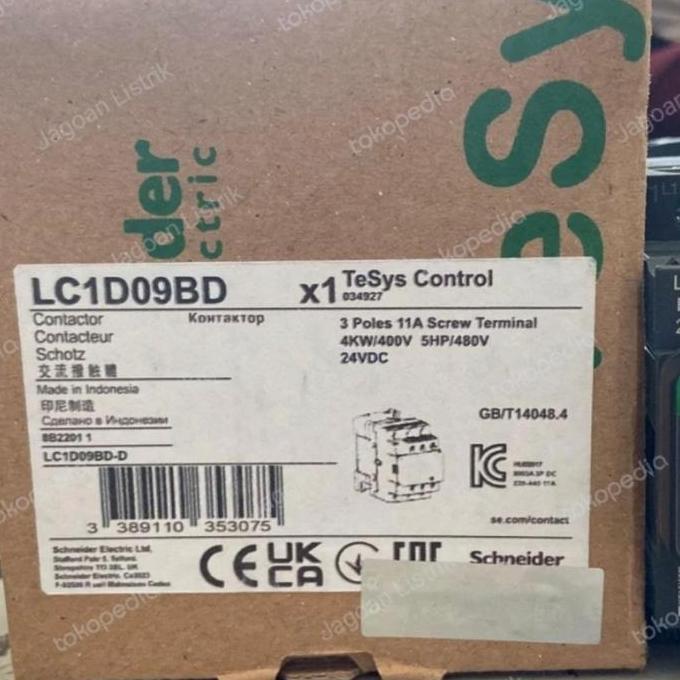 TeSy
der
ctric
LC1D09BD
x1
TeSys Control
034927
Contactor
Контактор
Contacteur
Schotz
交流接触器
3 Poles 11A Screw Terminal
4KW/400V 5HP/480V
24VDC
Made in Indonesia
印尼制造
Сделано в Индонезии
8B2201 1
LC1D09BD-D
GB/T14048.4
se.com/contact
3 389110 353075
Schneider Electric Ltd,
CE
UK
CA
EAC
Schneider
Jagoan Listrik
tokopedia